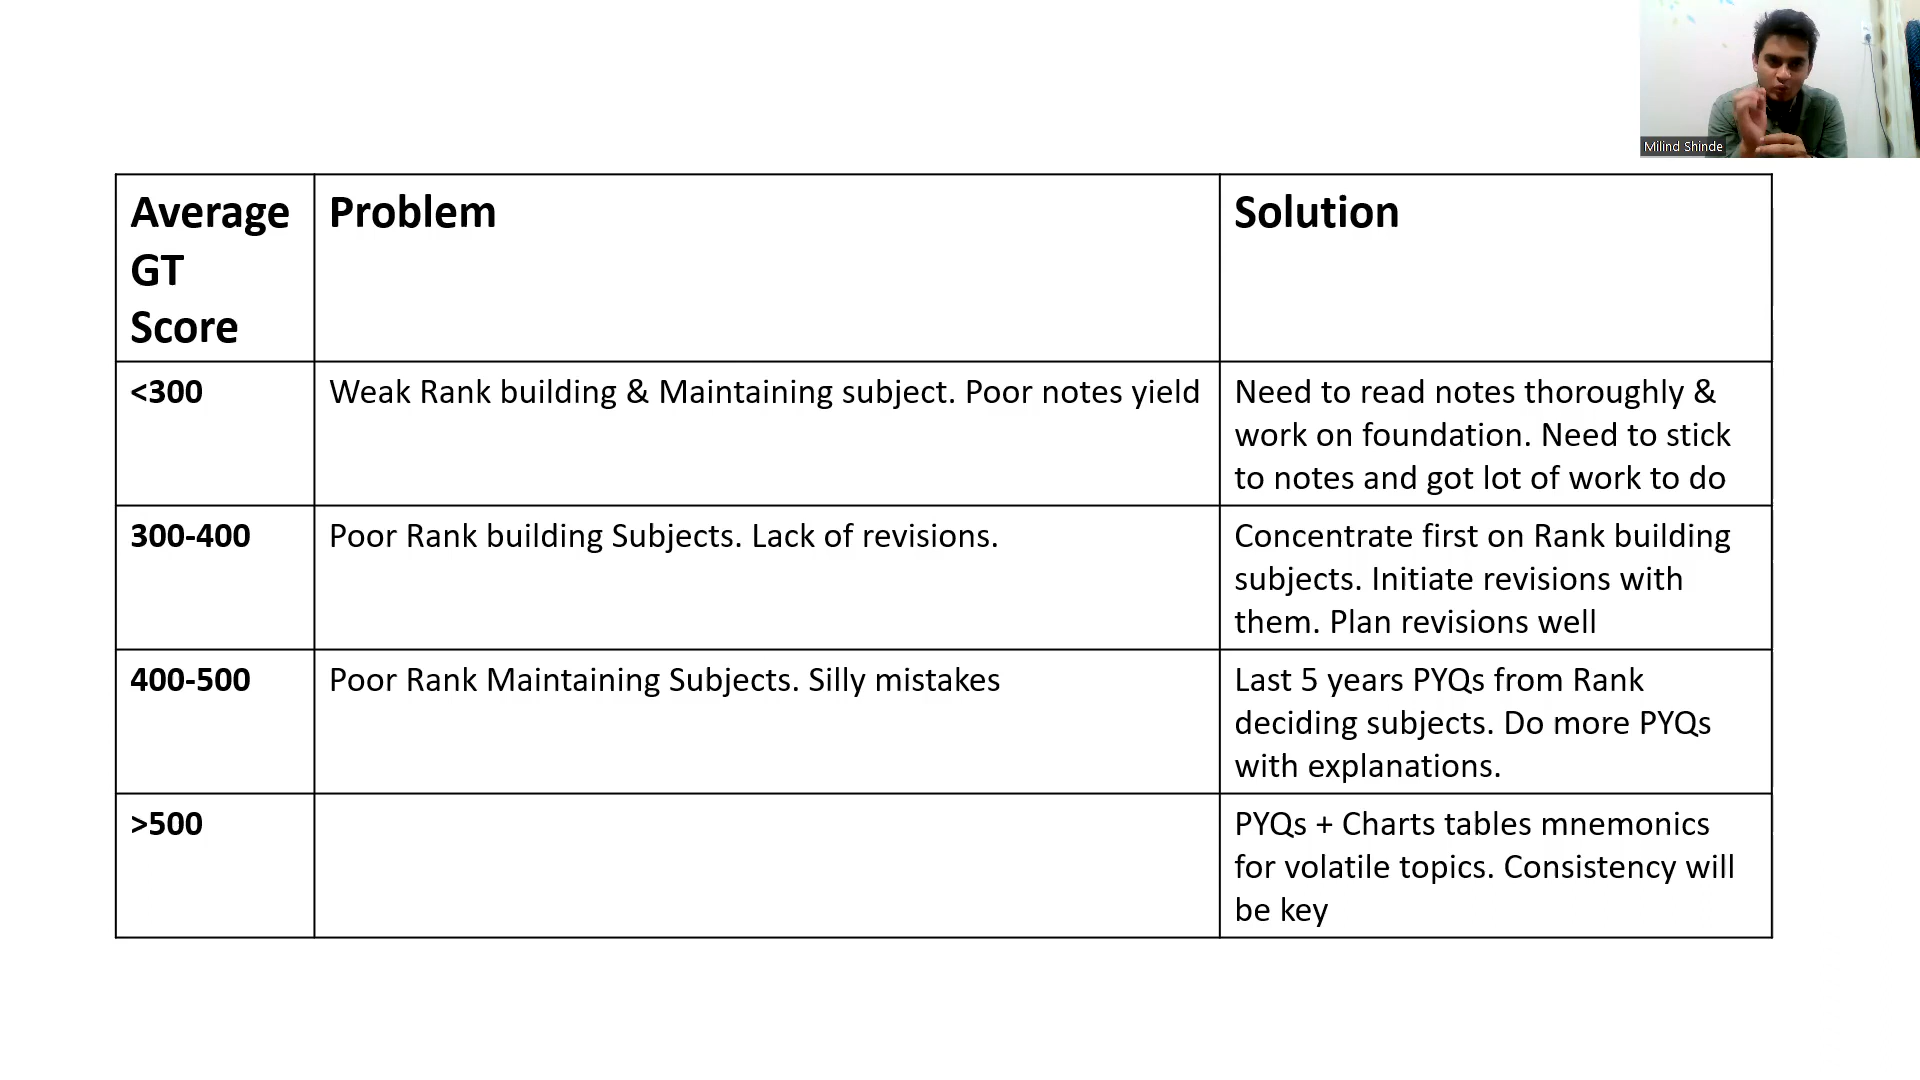 Milind Shinde
Average
GT
Score
Problem
Solution
<300
Weak Rank building & Maintaining subject. Poor notes yield
Need to read notes thoroughly &
work on foundation. Need to stick
to notes and got lot of work to do
300-400
Poor Rank building Subjects. Lack of revisions.
Concentrate first on Rank building
subjects. Initiate revisions with
them. Plan revisions well
400-500
Poor Rank Maintaining Subjects. Silly mistakes
Last 5 years PYQs from Rank
deciding subjects. Do more PYQs
with explanations.
>500
PYQs + Charts tables mnemonics
for volatile topics. Consistency will
be key